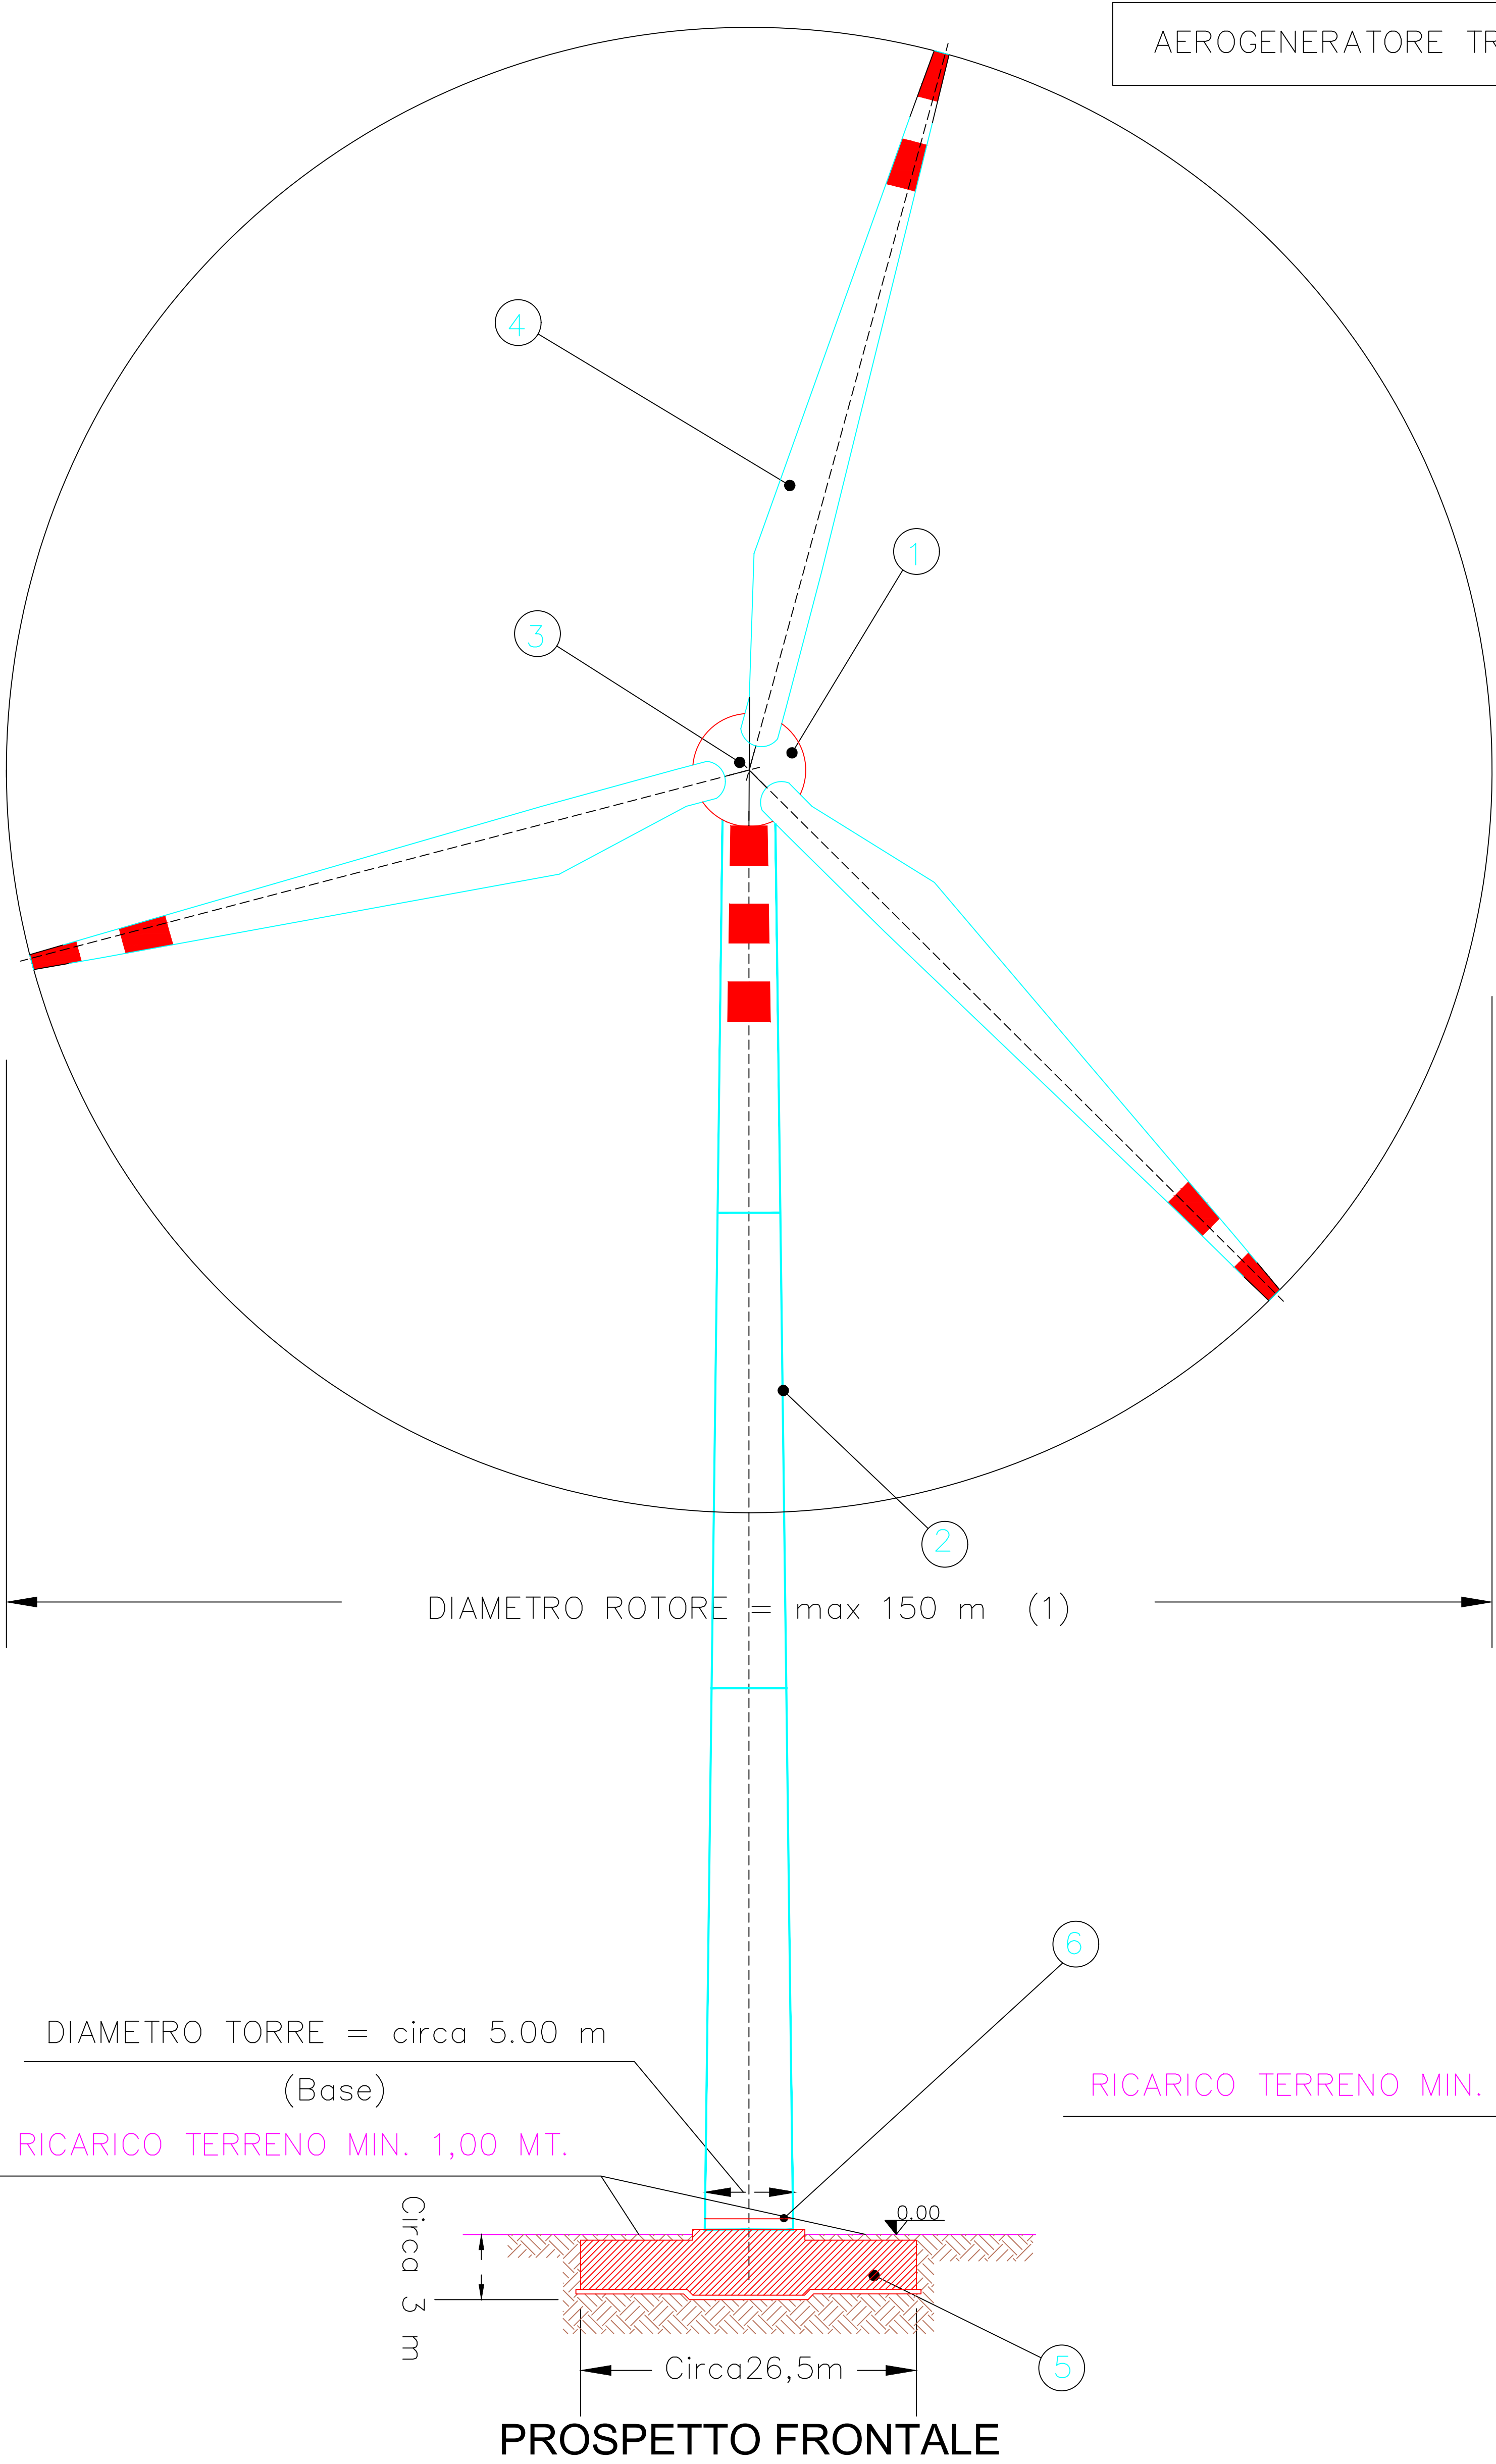 AEROGENERATORE
4
1
3
2
DIAMETRO ROTORE = max 150 m (1)
6
DIAMETRO TORRE = circa 5.00 m
(Base)
RICARICO TERRENO MIN.
RICARICO TERRENO MIN. 1,00 MT.
0.00
Circa 3 m
5
Circa26,5m
PROSPETTO FRONTALE